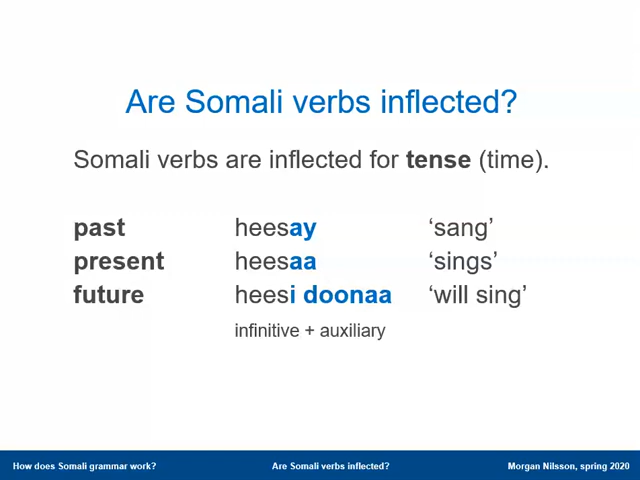 Are Somali verbs inflected?
Somali verbs are inflected for tense (time).
past heesay ‘sang’
present heesaa ‘sings’
future heesi doonaa ‘will sing’
infinitive + auxiliary
How does Somali grammar work? Are Somali verbs inflected? Morgan Nilsson, spring 2020